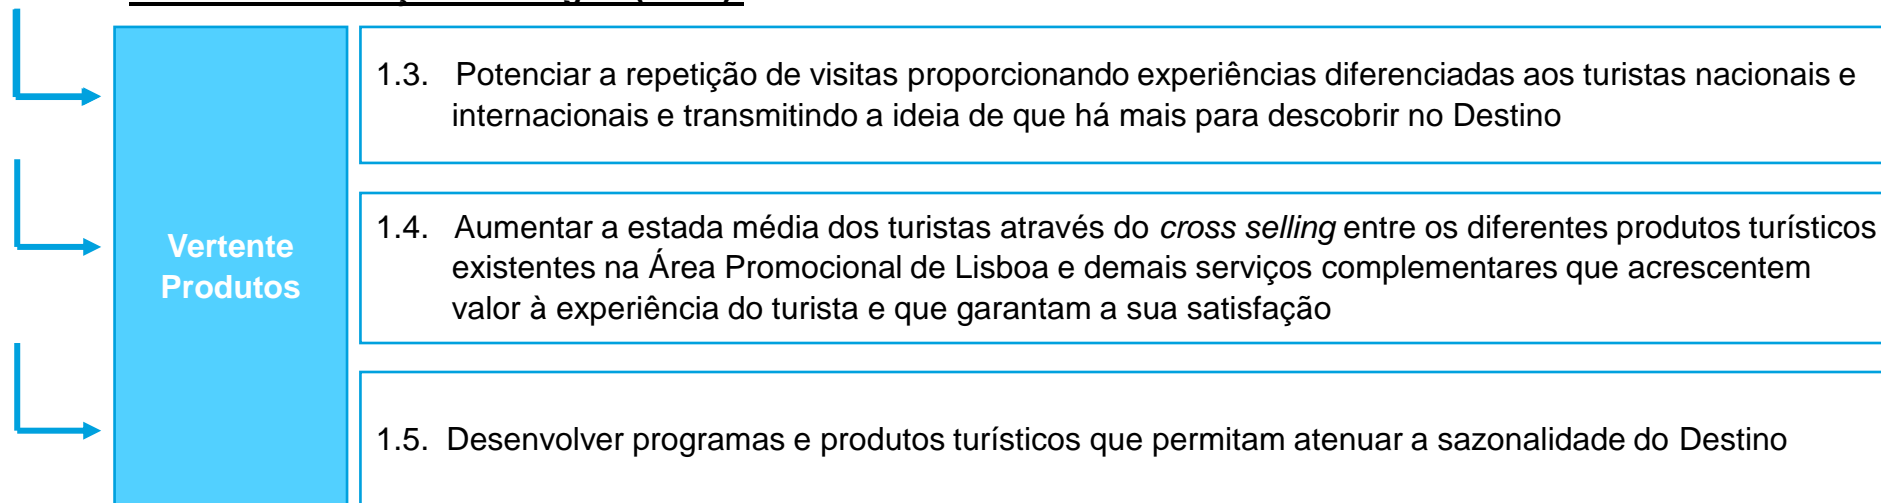 Vertente
Produtos
1.3. Potenciar a repetição de visitas proporcionando experiências diferenciadas aos turistas nacionais e
internacionais e transmitindo a ideia de que há mais para descobrir no Destino
1.4. Aumentar a estada média dos turistas através do cross selling entre os diferentes produtos turísticos
existentes na Área Promocional de Lisboa e demais serviços complementares que acrescentem
valor à experiência do turista e que garantam a sua satisfação
1.5. Desenvolver programas e produtos turísticos que permitam atenuar a sazonalidade do Destino